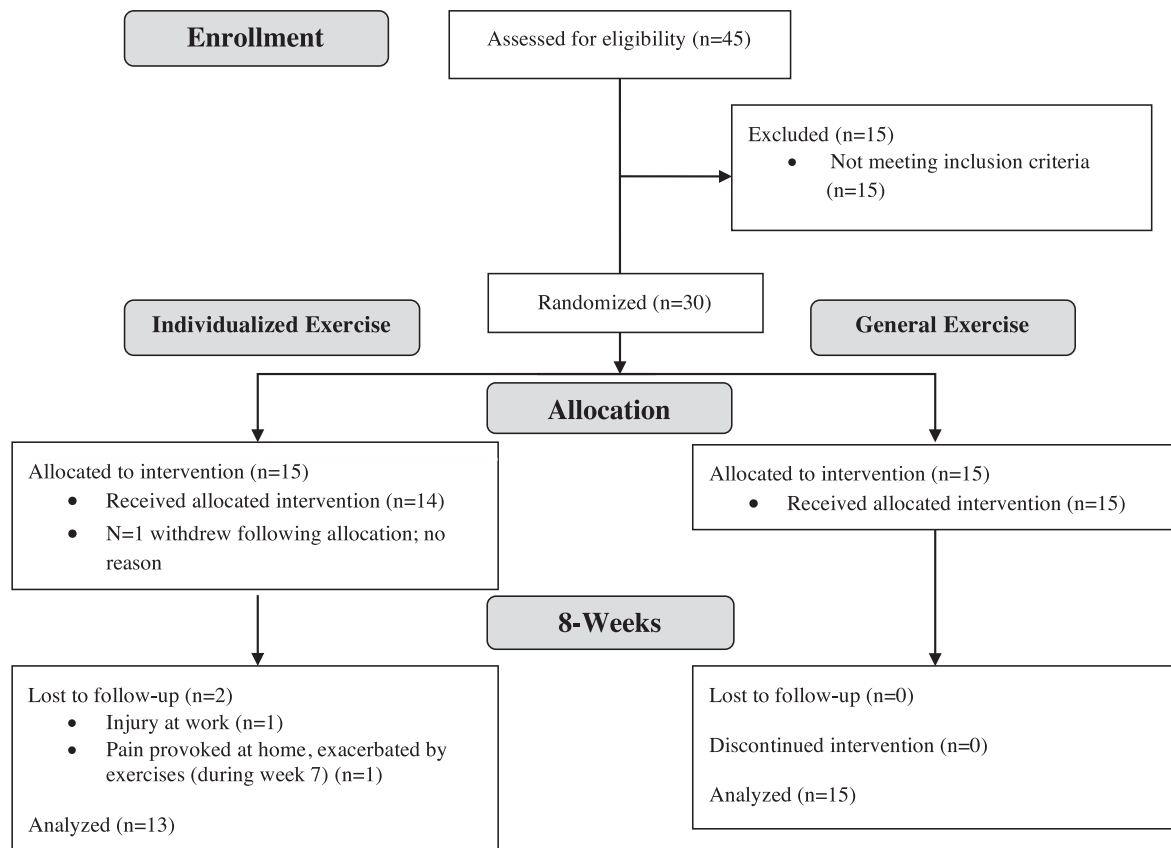 Enrollment
Assessed for eligibility (n=45)
Excluded (n=15)
• Not meeting inclusion criteria
(n=15)
Randomized (n=30)
Individualized Exercise
General Exercise
Allocation
Allocated to intervention (n=15)
• Received allocated intervention (n=14)
• N=1 withdrew following allocation; no
reason
Allocated to intervention (n=15)
• Received allocated intervention (n=15)
8-Weeks
Lost to follow-up (n=2)
• Injury at work (n=1)
• Pain provoked at home, exacerbated by
exercises (during week 7) (n=1)
Analyzed (n=13)
Lost to follow-up (n=0)
Discontinued intervention (n=0)
Analyzed (n=15)